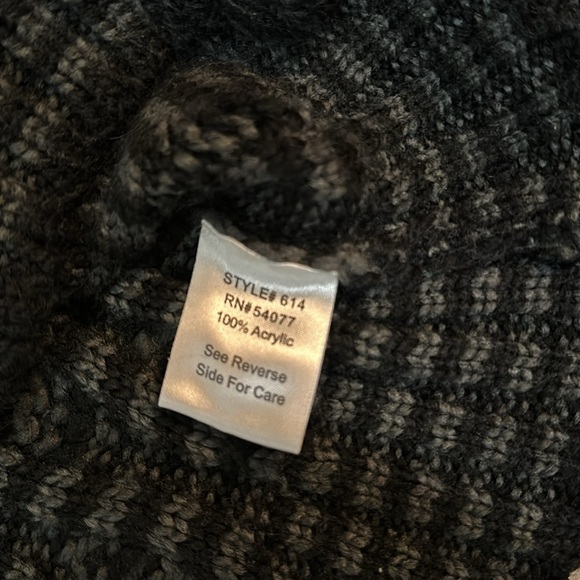 STYLE# 614
RN#54077
100% Acrylic
See Reverse
Side For Care